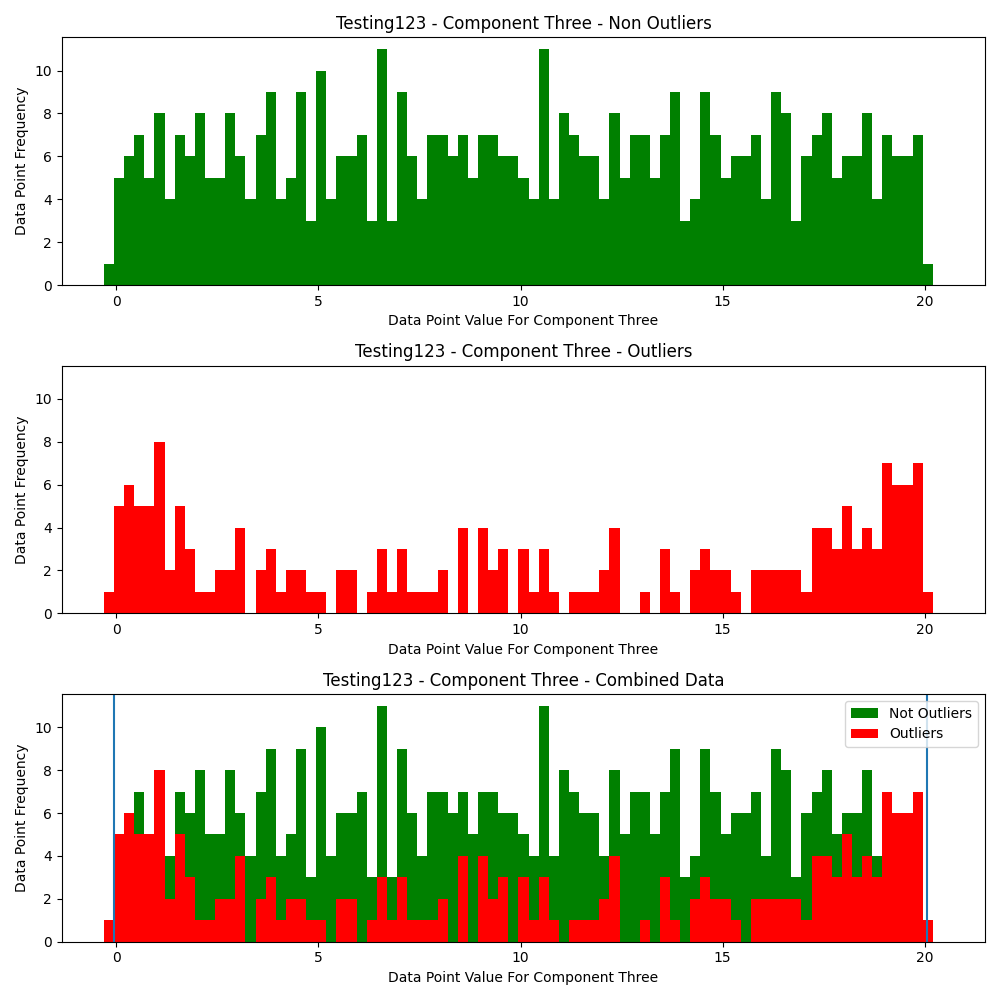 Testing123 - Component Three - Non Outliers
Data Point Frequency
10
8
6
4
2
0
0 5 10 15 20
Data Point Value For Component Three
Testing123 - Component Three - Outliers
Data Point Frequency
10
8
6
4
2
0
0 5 10 15 20
Data Point Value For Component Three
Testing123 - Component Three - Combined Data
Not Outliers
Outliers
Data Point Frequency
10
8
6
4
2
0
0 5 10 15 20
Data Point Value For Component Three